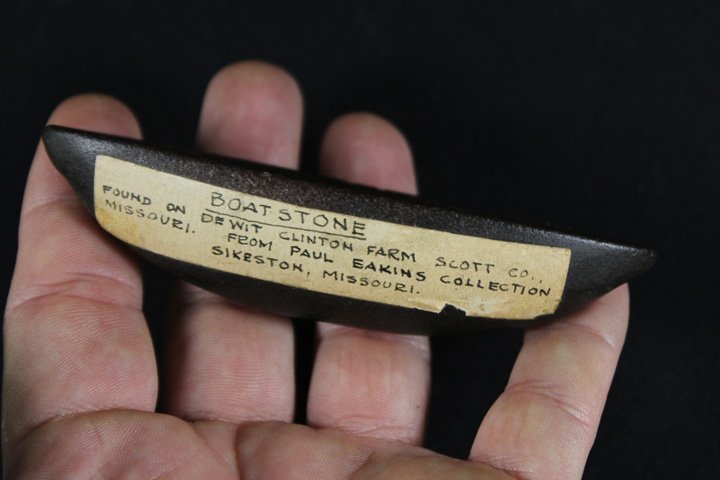 BOATSTONE
FOUND ON DEWIT CLINTON FARM SCOTT CO.,
MISSOURI. FROM PAUL EAKINS COLLECTION
SIKESTON, MISSOURI.